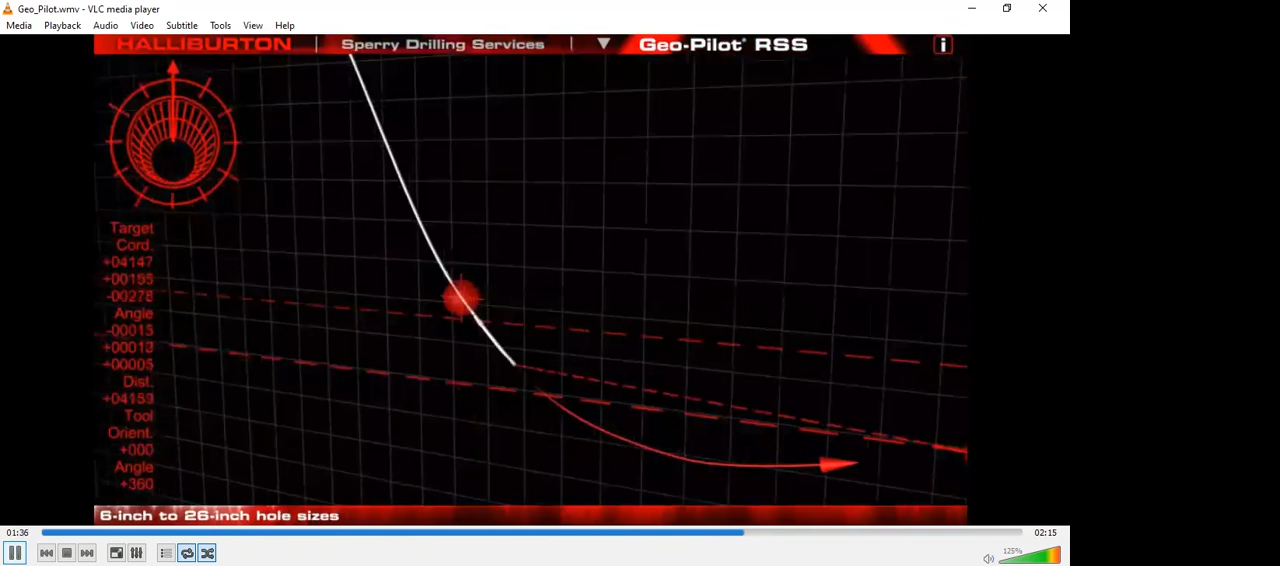 Geo_Pilot.wmv - VLC media player
Media Playback Audio Video Subtitle Tools View Help
HALLIBURTON | Sperry Drilling Services | Geo-Pilot® RSS i
Target
Cord.
+04147
+00155
-00278
Angle
-00015
+00013
+00005
Dist.
+04159
Tool
Orient.
+000
Angle
+360
6-inch to 26-inch hole sizes
01:36 02:15
125%